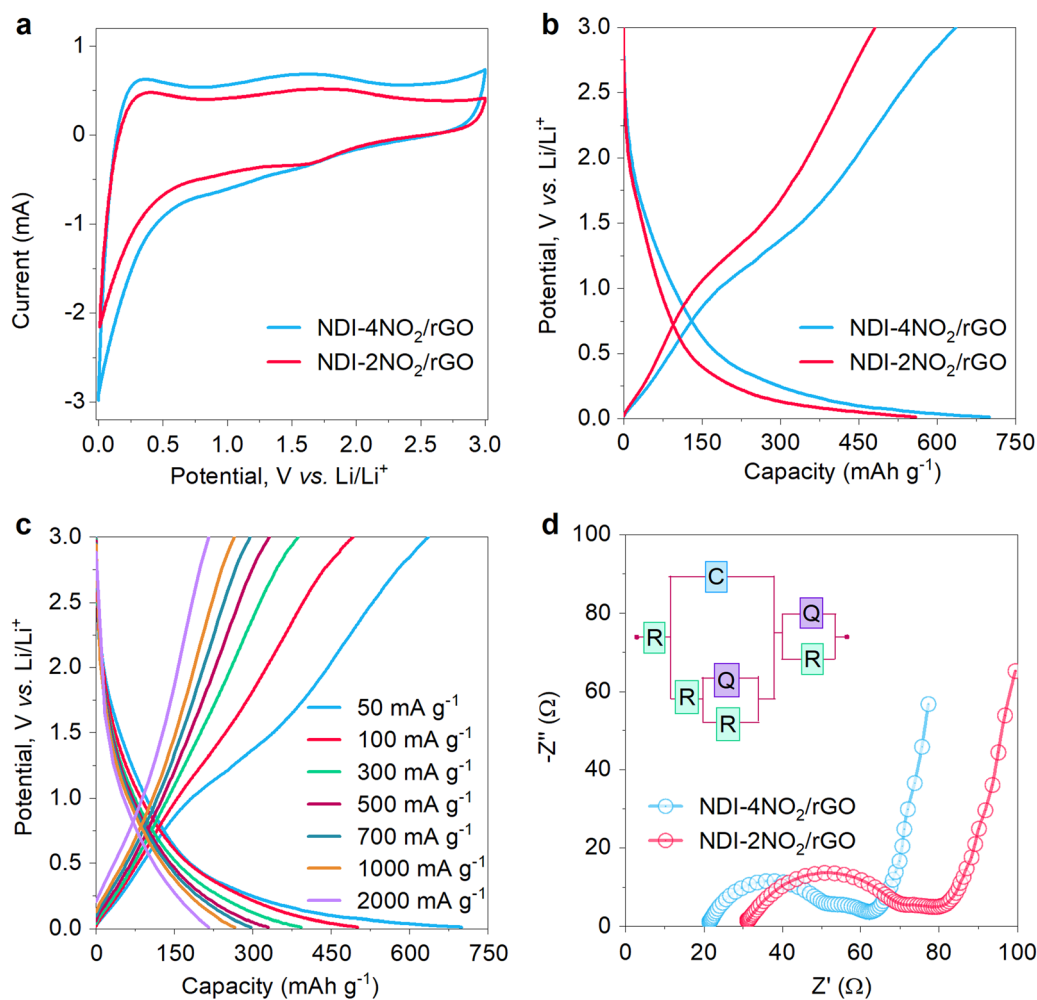 a
1
0
-1
-2
-3
Current (mA)
NDI-4NO₂/rGO
NDI-2NO₂/rGO
0.0 0.5 1.0 1.5 2.0 2.5 3.0
Potential, V vs. Li/Li⁺
b
3.0
2.5
2.0
1.5
1.0
0.5
0.0
Potential, V vs. Li/Li⁺
NDI-4NO₂/rGO
NDI-2NO₂/rGO
0 150 300 450 600 750
Capacity (mAh g⁻¹)
c
3.0
2.5
2.0
1.5
1.0
0.5
0.0
Potential, V vs. Li/Li⁺
50 mA g⁻¹
100 mA g⁻¹
300 mA g⁻¹
500 mA g⁻¹
700 mA g⁻¹
1000 mA g⁻¹
2000 mA g⁻¹
0 150 300 450 600 750
Capacity (mAh g⁻¹)
d
100
80
60
40
20
0
-Z'' (Ω)
C
Q
R
R
Q
R
R
NDI-4NO₂/rGO
NDI-2NO₂/rGO
0 20 40 60 80 100
Z' (Ω)